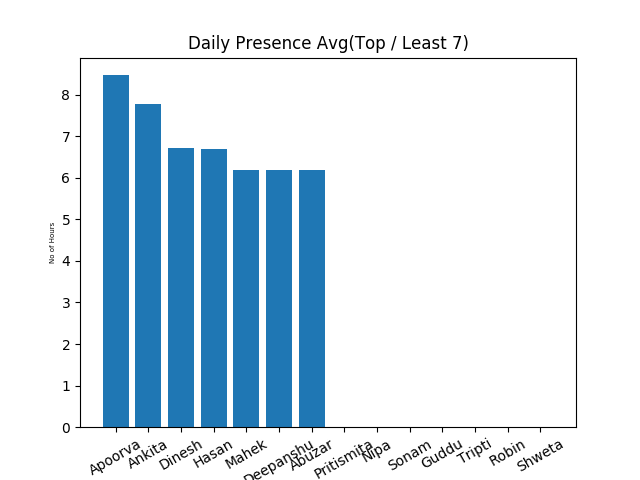 Daily Presence Avg(Top / Least 7)
8
7
6
5
4
3
2
1
0
No of Hours
Apoorva
Ankita
Dinesh
Hasan
Mahek
Deepanshu
Abuzar
Pritismita
Nipa
Sonam
Guddu
Tripti
Robin
Shweta